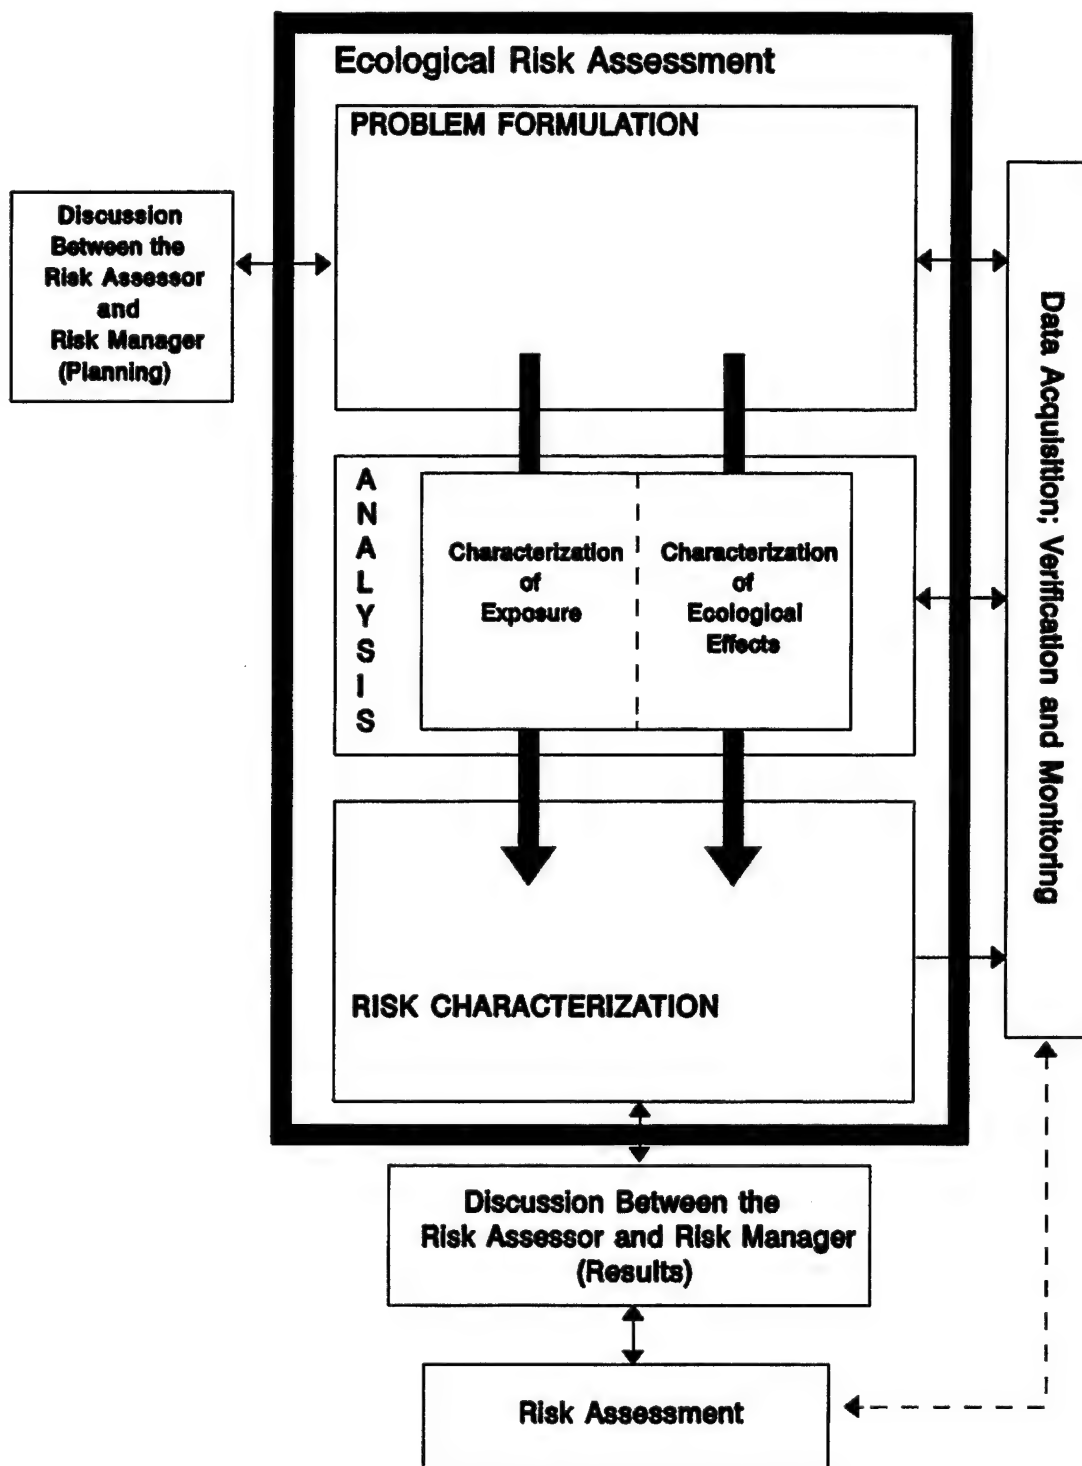 Ecological Risk Assessment
PROBLEM FORMULATION
Discussion
Between the
Risk Assessor
and
Risk Manager
(Planning)
Data Acquisition; Verification and Monitoring
ANALYSIS
Characterization
of
Exposure
Characterization
of
Ecological
Effects
RISK CHARACTERIZATION
Discussion Between the
Risk Assessor and Risk Manager
(Results)
Risk Assessment